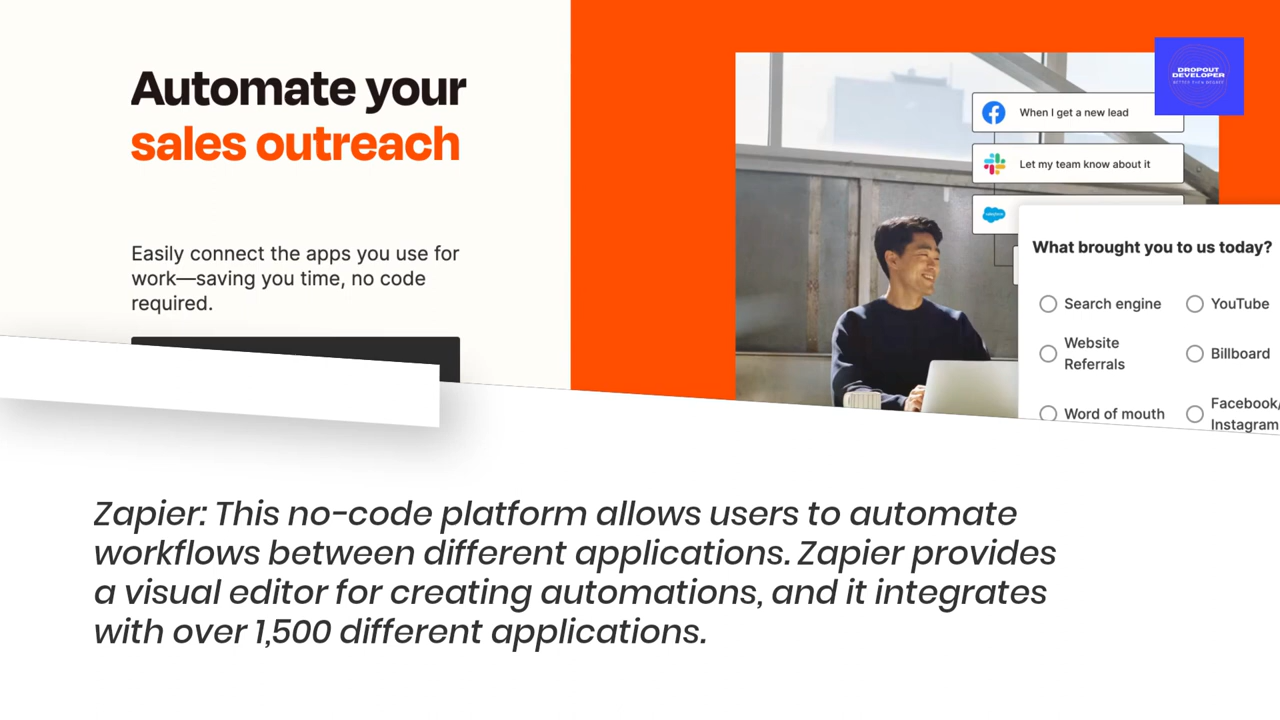 Automate your
sales outreach
Easily connect the apps you use for
work—saving you time, no code
required.
DROPOUT
DEVELOPER
When I get a new lead
Let my team know about it
salesforce
What brought you to us today?
Search engine
YouTube
Website
Referrals
Billboard
Word of mouth
Facebook/
Instagram
Zapier: This no-code platform allows users to automate
workflows between different applications. Zapier provides
a visual editor for creating automations, and it integrates
with over 1,500 different applications.